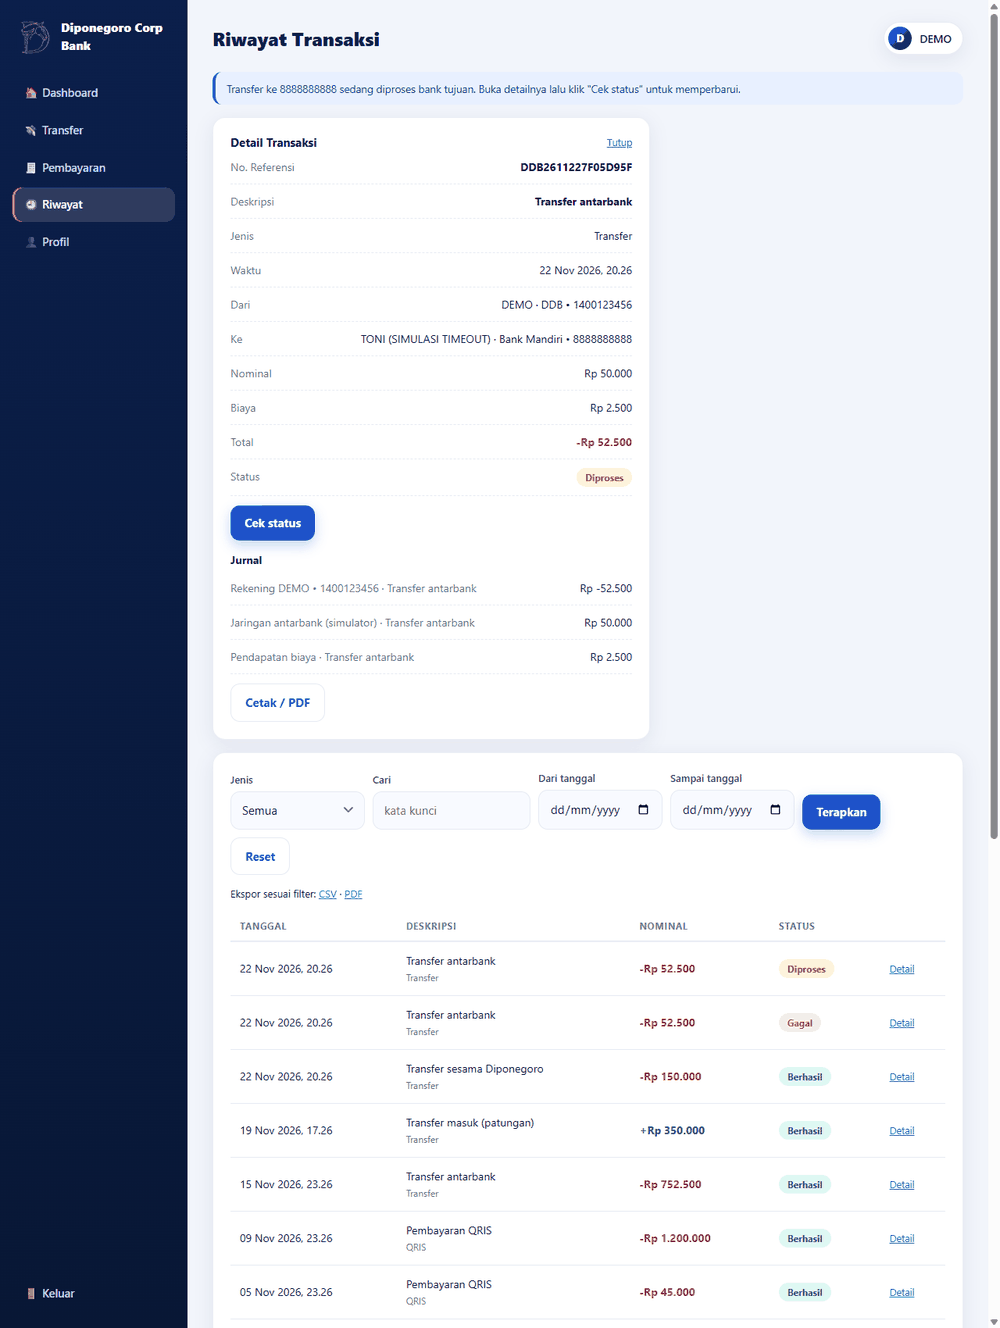 Diponegoro Corp
Bank
Dashboard
Transfer
Pembayaran
Riwayat
Profil
Keluar
Riwayat Transaksi
D DEMO
Transfer ke 8888888888 sedang diproses bank tujuan. Buka detailnya lalu klik "Cek status" untuk memperbarui.
Detail Transaksi Tutup
No. Referensi DDB2611227F05D95F
Deskripsi Transfer antarbank
Jenis Transfer
Waktu 22 Nov 2026, 20.26
Dari DEMO · DDB • 1400123456
Ke TONI (SIMULASI TIMEOUT) · Bank Mandiri • 8888888888
Nominal Rp 50.000
Biaya Rp 2.500
Total -Rp 52.500
Status Diproses
Cek status
Jurnal
Rekening DEMO • 1400123456 · Transfer antarbank Rp -52.500
Jaringan antarbank (simulator) · Transfer antarbank Rp 50.000
Pendapatan biaya · Transfer antarbank Rp 2.500
Cetak / PDF
Jenis Cari Dari tanggal Sampai tanggal
Semua kata kunci dd/mm/yyyy dd/mm/yyyy Terapkan
Reset
Ekspor sesuai filter: CSV · PDF
TANGGAL DESKRIPSI NOMINAL STATUS
22 Nov 2026, 20.26 Transfer antarbank -Rp 52.500 Diproses Detail
Transfer
22 Nov 2026, 20.26 Transfer antarbank -Rp 52.500 Gagal Detail
Transfer
22 Nov 2026, 20.26 Transfer sesama Diponegoro -Rp 150.000 Berhasil Detail
Transfer
19 Nov 2026, 17.26 Transfer masuk (patungan) +Rp 350.000 Berhasil Detail
Transfer
15 Nov 2026, 23.26 Transfer antarbank -Rp 752.500 Berhasil Detail
Transfer
09 Nov 2026, 23.26 Pembayaran QRIS -Rp 1.200.000 Berhasil Detail
QRIS
05 Nov 2026, 23.26 Pembayaran QRIS -Rp 45.000 Berhasil Detail
QRIS